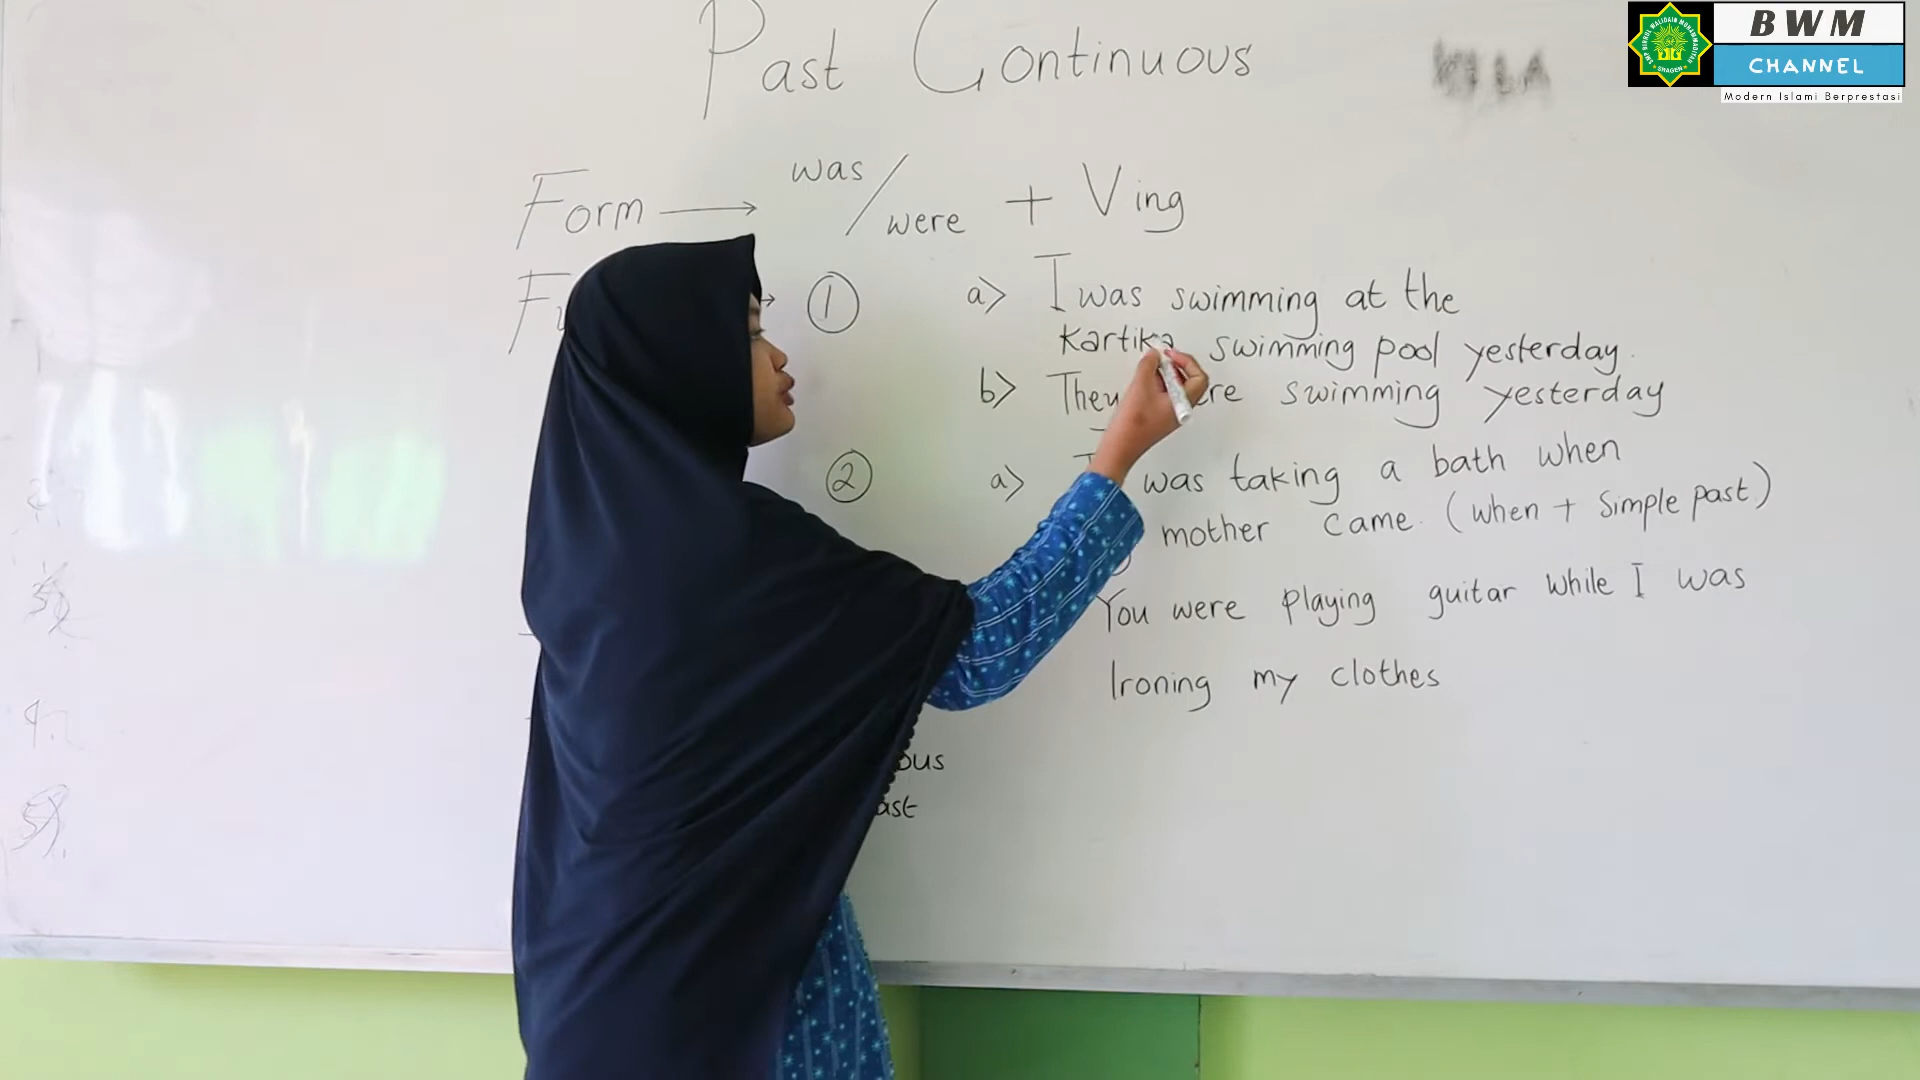 Past Continuous
BWM
CHANNEL
Modern Islami Berprestasi
Form → was / were + Ving
1 a> I was swimming at the
Kartika swimming pool yesterday.
b> They swimming yesterday
2 a> was taking a bath when
mother came. (when + simple past)
You were playing guitar while I was
Ironing my clothes